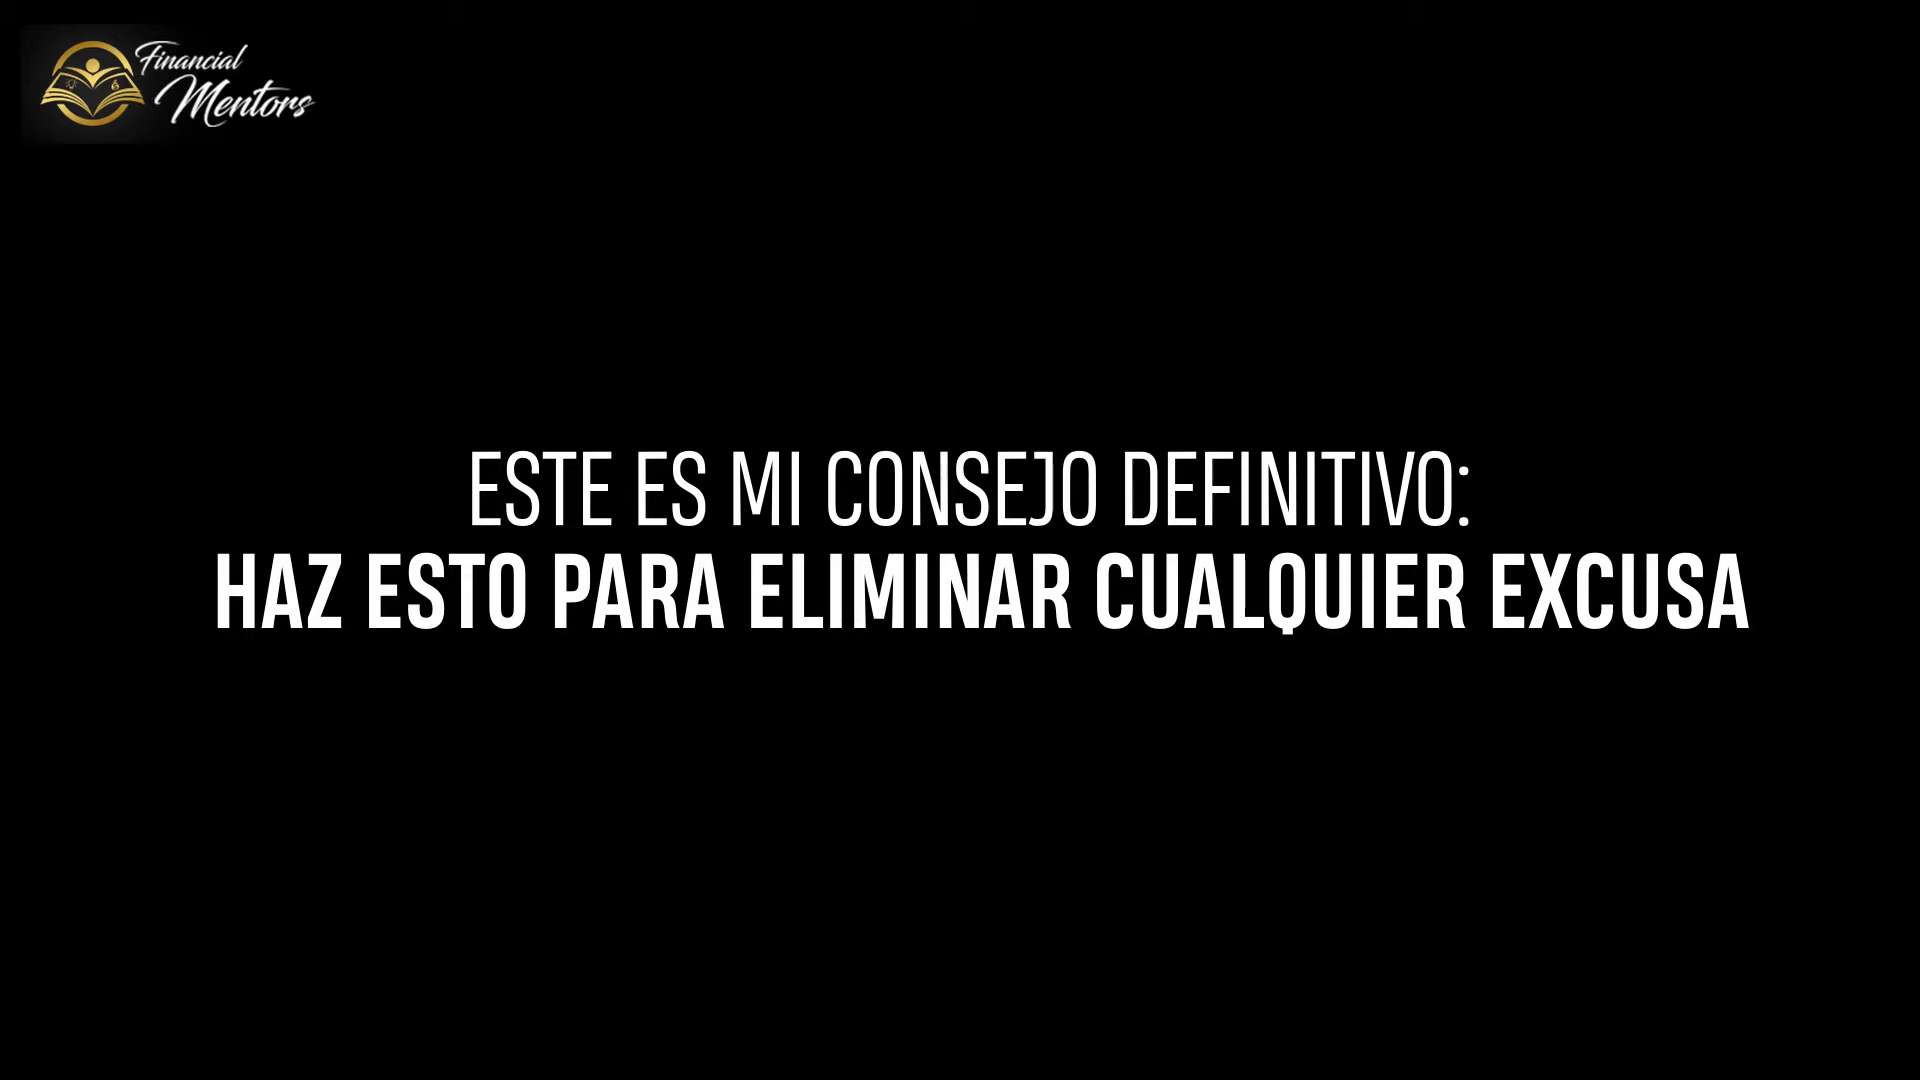 Financial
Mentors
ESTE ES MI CONSEJO DEFINITIVO:
HAZ ESTO PARA ELIMINAR CUALQUIER EXCUSA